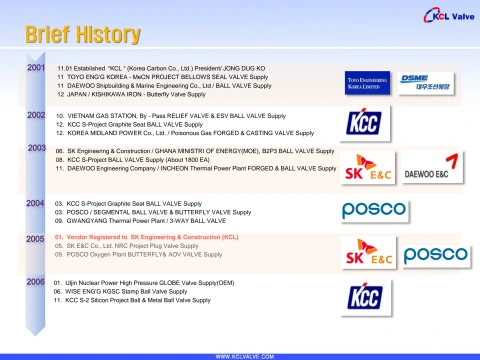 KCL Valve
Brief History
2001
11.01 Established "KCL" (Korea Carbon Co., Ltd.) President/ JONG DUG KO
11 TOYO ENG'G KOREA - MeCN PROJECT BELLOWS SEAL VALVE Supply
11 DAEWOO Shipbuilding & Marine Engineering Co., Ltd / BALL VALVE Supply
12 JAPAN / KISHIKAWA IRON - Butterfly Valve Supply
TOYO ENGINEERING
KOREA LIMITED
DSME
대우조선해양
2002
10. VIETNAM GAS STATION, By - Pass RELIEF VALVE & ESV BALL VALVE Supply
12. KCC S-Project Graphite Seat BALL VALVE Supply
12. KOREA MIDLAND POWER Co., Ltd. / Poisonous Gas FORGED & CASTING VALVE Supply
KCC
2003
06. SK Engineering & Construction / GHANA MINISTRI OF ENERGY(MOE), B2P3 BALL VALVE Supply
08. KCC S-Project BALL VALVE Supply (About 1800 EA)
11. DAEWOO Engineering Company / INCHEON Thermal Power Plant FORGED & BALL VALVE Supply
SK E&C
DAEWOO E&C
2004
03. KCC S-Project Graphite Seat BALL VALVE Supply
03. POSCO / SEGMENTAL BALL VALVE & BUTTERFLY VALVE Supply
09. GWANGYANG Thermal Power Plant / 3-WAY BALL VALVE
posco
2005
01. Vendor Registered to SK Engineering & Construction (KCL)
05. SK E&C Co., Ltd. NRC Project Plug Valve Supply
09. POSCO Oxygen Plant BUTTERFLY& AOV VALVE Supply
SK E&C
posco
2006
01. Uljin Nuclear Power High Pressure GLOBE Valve Supply(OEM)
06. WISE ENG'G KGSC Stamp Ball Valve Supply
11. KCC S-2 Silicon Project Ball & Metal Ball Valve Supply
KCC
WWW.KCLVALVE.COM